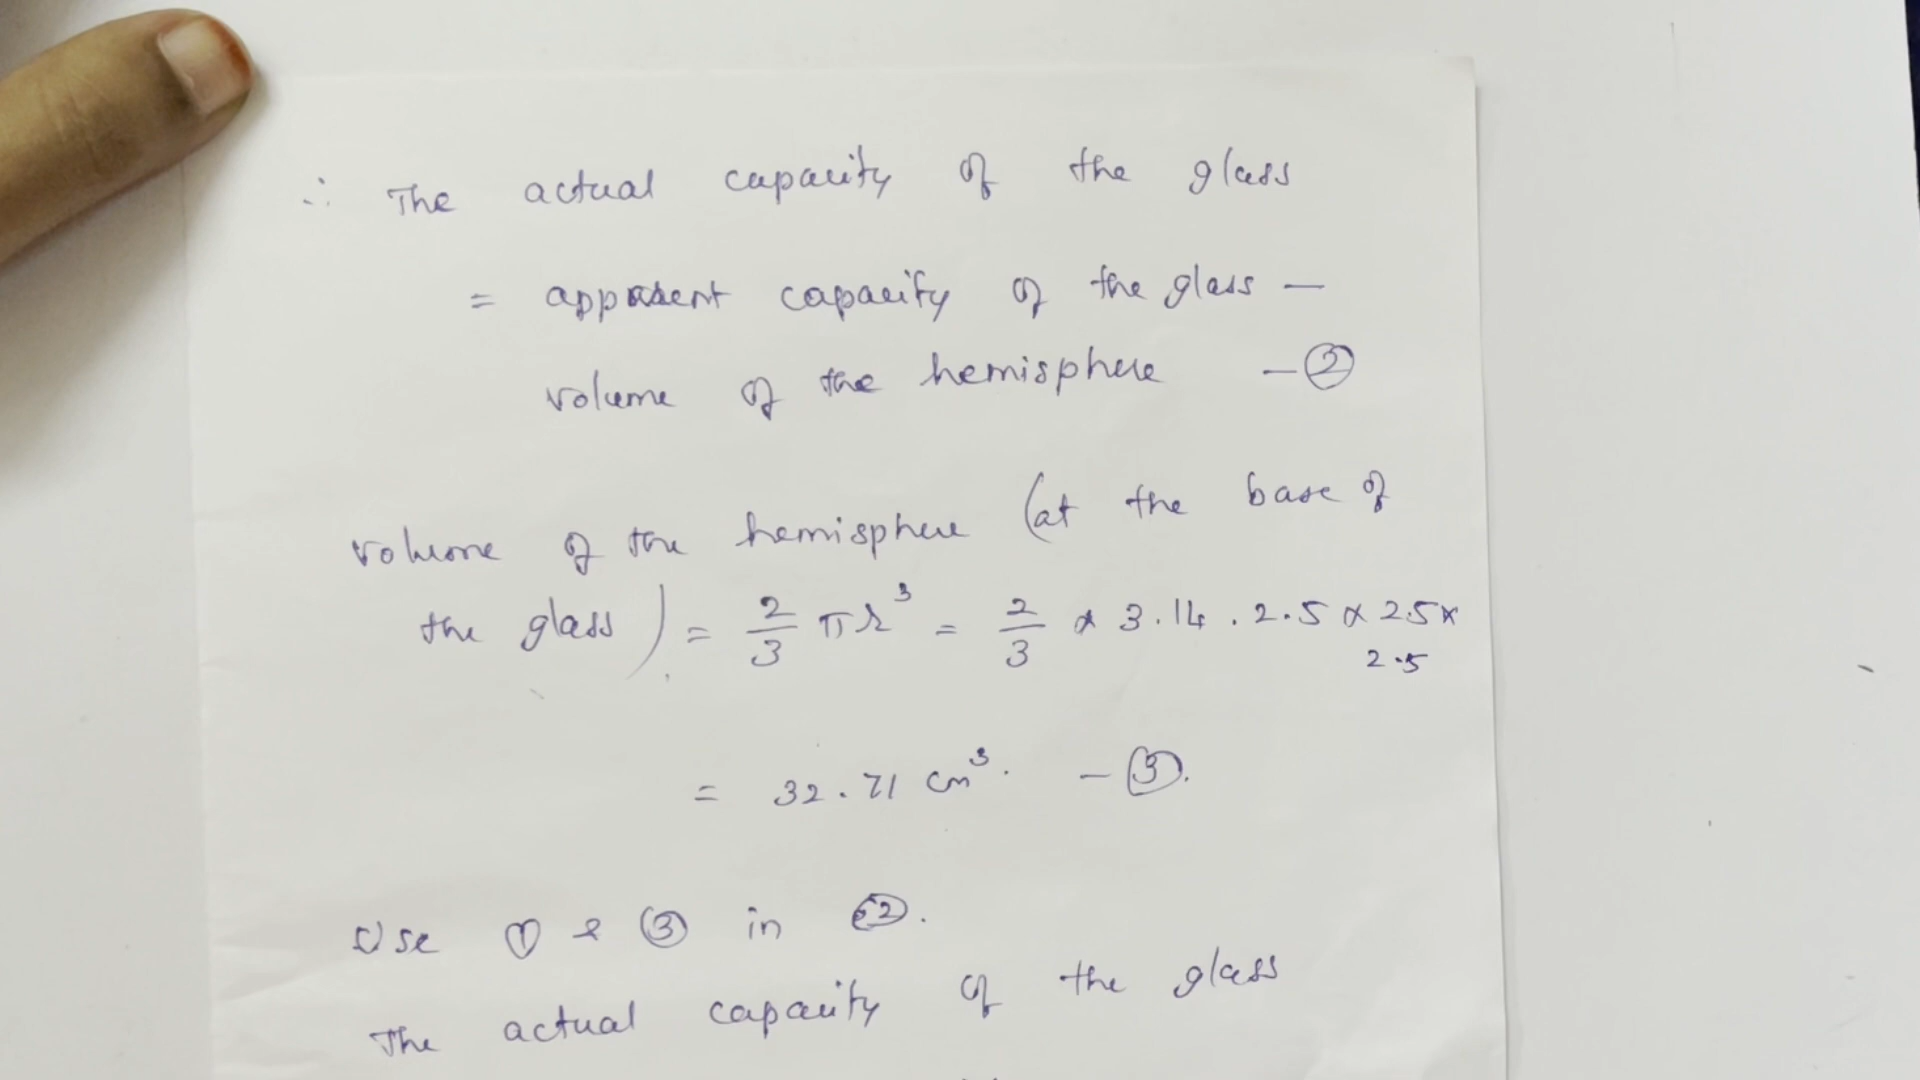 ∴ The actual capacity of the glass
= apparent capacity of the glass —
volume of the hemisphere — ②
volume of the hemisphere (at the base of
the glass) = 2/3 πr³ = 2/3 × 3.14 . 2.5 × 2.5 ×
2.5
= 32.71 cm³. — ③.
Use ① & ③ in ②.
The actual capacity of the glass